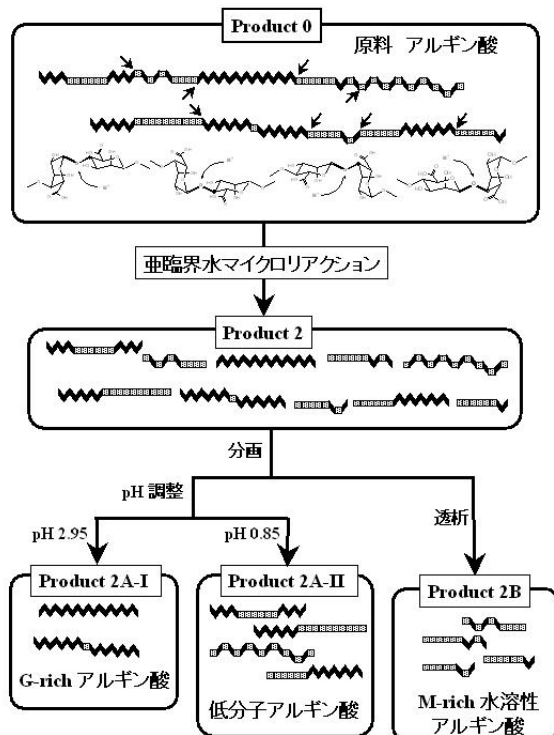 Product 0
原料 アルギン酸
亜臨界水マイクロリアクション
Product 2
分画
pH 調整
透析
pH 2.95
pH 0.85
Product 2A-I
Product 2A-II
Product 2B
G-rich アルギン酸
低分子アルギン酸
M-rich 水溶性
アルギン酸